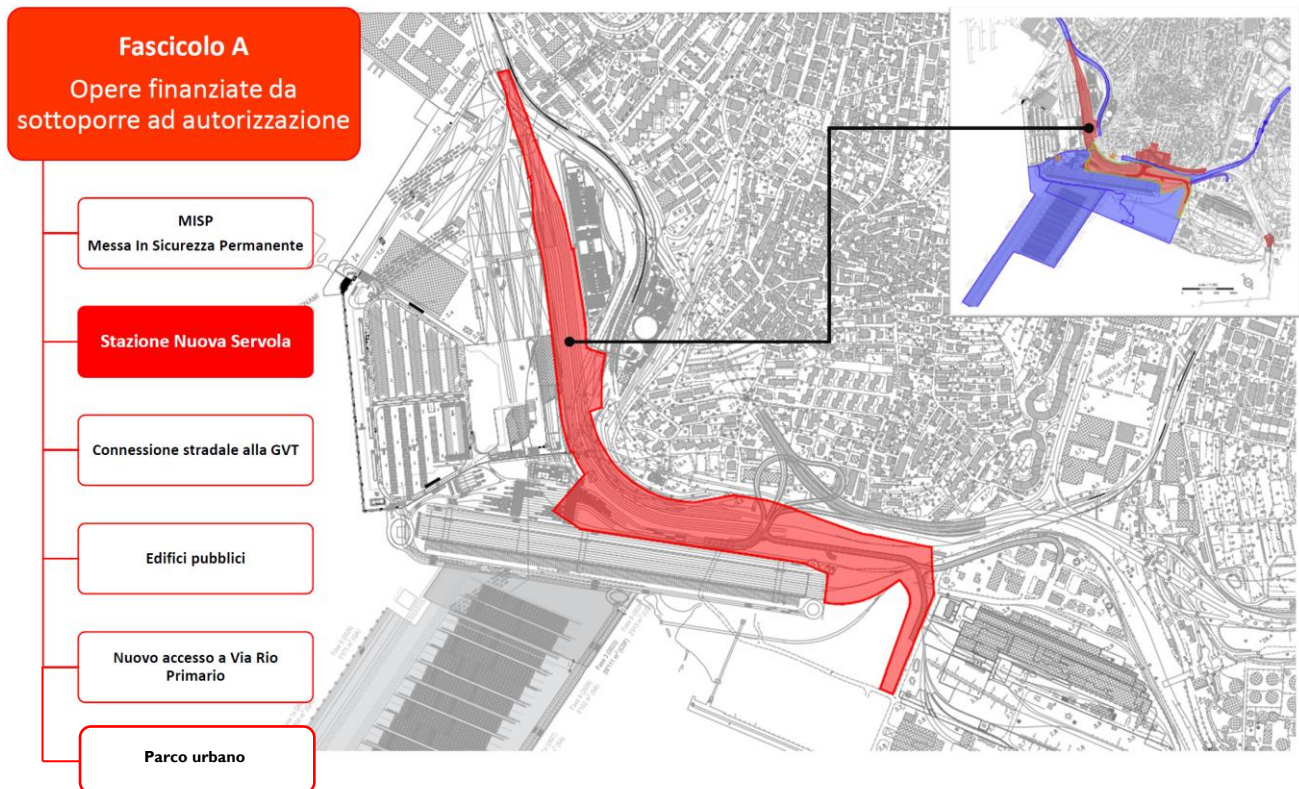 Fascicolo A
Opere finanziate da
sottoporre ad autorizzazione
MISP
Messa In Sicurezza Permanente
Stazione Nuova Servola
Connessione stradale alla GVT
Edifici pubblici
Nuovo accesso a Via Rio
Primario
Parco urbano